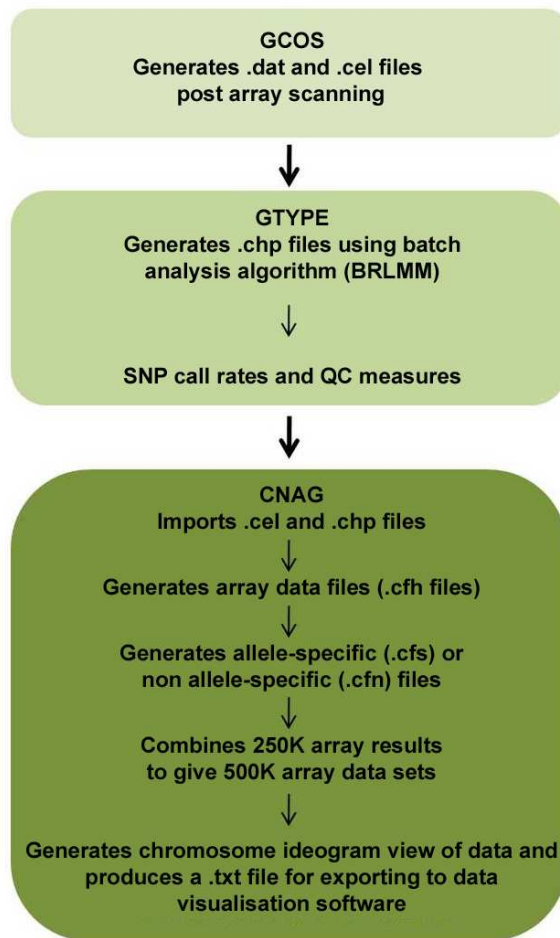 GCOS
Generates .dat and .cel files
post array scanning
GTYPE
Generates .chp files using batch
analysis algorithm (BRLMM)
SNP call rates and QC measures
CNAG
Imports .cel and .chp files
Generates array data files (.cfh files)
Generates allele-specific (.cfs) or
non allele-specific (.cfn) files
Combines 250K array results
to give 500K array data sets
Generates chromosome ideogram view of data and
produces a .txt file for exporting to data
visualisation software